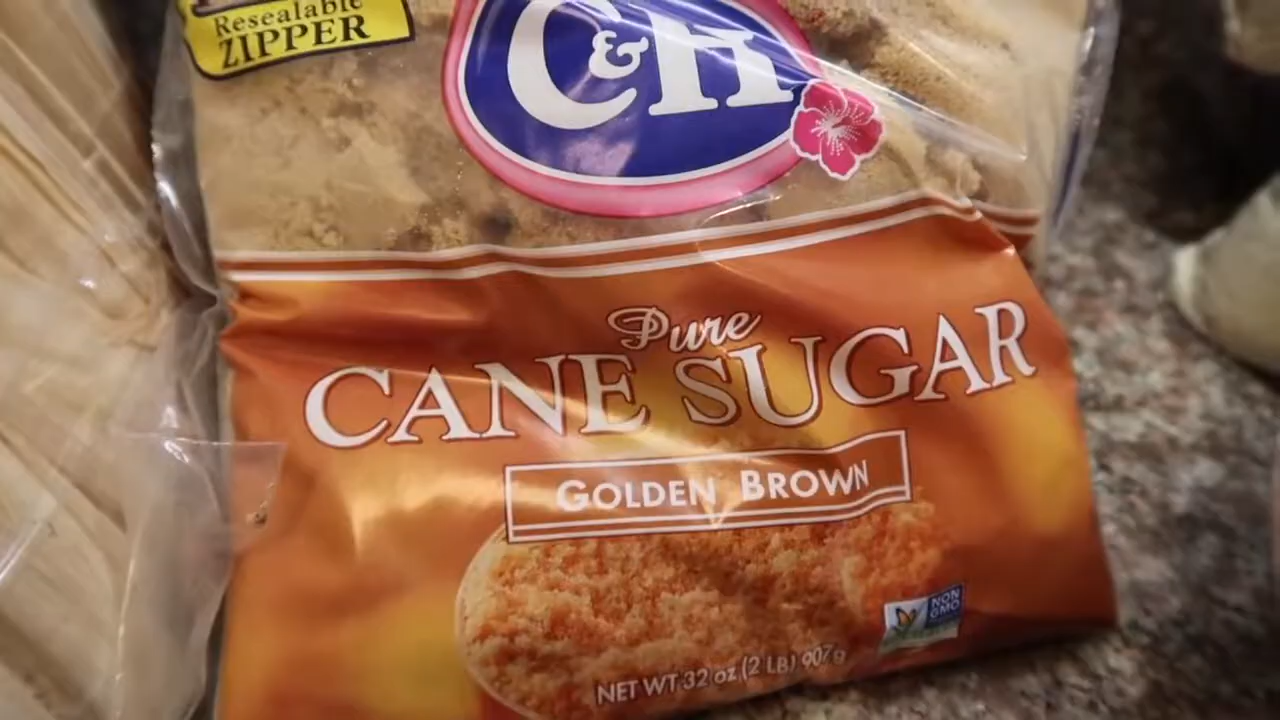 Resealable
ZIPPER
C&H
Pure
CANE SUGAR
GOLDEN BROWN
NON
GMO
NET WT 32 oz (2 LB) 907g